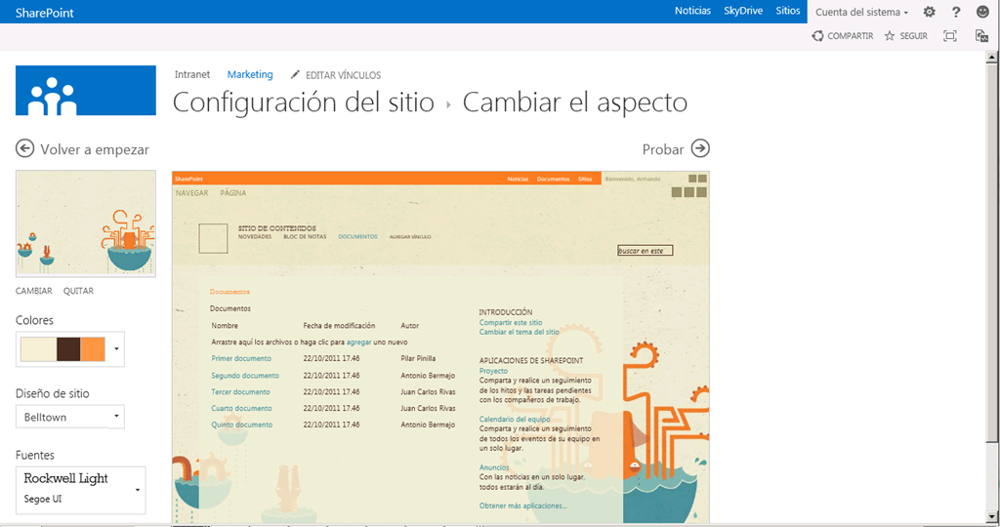 SharePoint
Noticias SkyDrive Sitios Cuenta del sistema
COMPARTIR SEGUIR
Intranet Marketing EDITAR VÍNCULOS
Configuración del sitio Cambiar el aspecto
Volver a empezar
Probar
CAMBIAR QUITAR
Colores
Diseño de sitio
Belltown
Fuentes
Rockwell Light
Segoe UI
SharePoint Noticias Documentos Sitios Bienvenido, Armando
NAVEGAR PÁGINA
SITIO DE CONTENIDOS
NOVEDADES BLOC DE NOTAS DOCUMENTOS AGREGAR VÍNCULO
buscar en este
Documentos
Documentos
Nombre Fecha de modificación Autor
Arrastre aquí los archivos o haga clic para agregar uno nuevo
Primer documento 22/10/2011 17.46 Pilar Pinilla
Segundo documento 22/10/2011 17.46 Antonio Bermejo
Tercer documento 22/10/2011 17.46 Juan Carlos Rivas
Cuarto documento 22/10/2011 17.46 Juan Carlos Rivas
Quinto documento 22/10/2011 17.46 Antonio Bermejo
INTRODUCCIÓN
Compartir este sitio
Cambiar el tema del sitio
APLICACIONES DE SHAREPOINT
Proyecto
Comparta y realice un seguimiento
de los hitos y las tareas pendientes
con los compañeros de trabajo.
Calendario del equipo
Comparta y realice un seguimiento
de todos los eventos de su equipo en
un solo lugar.
Anuncios
Con las noticias en un solo lugar,
todos estarán al día.
Obtener más aplicaciones...